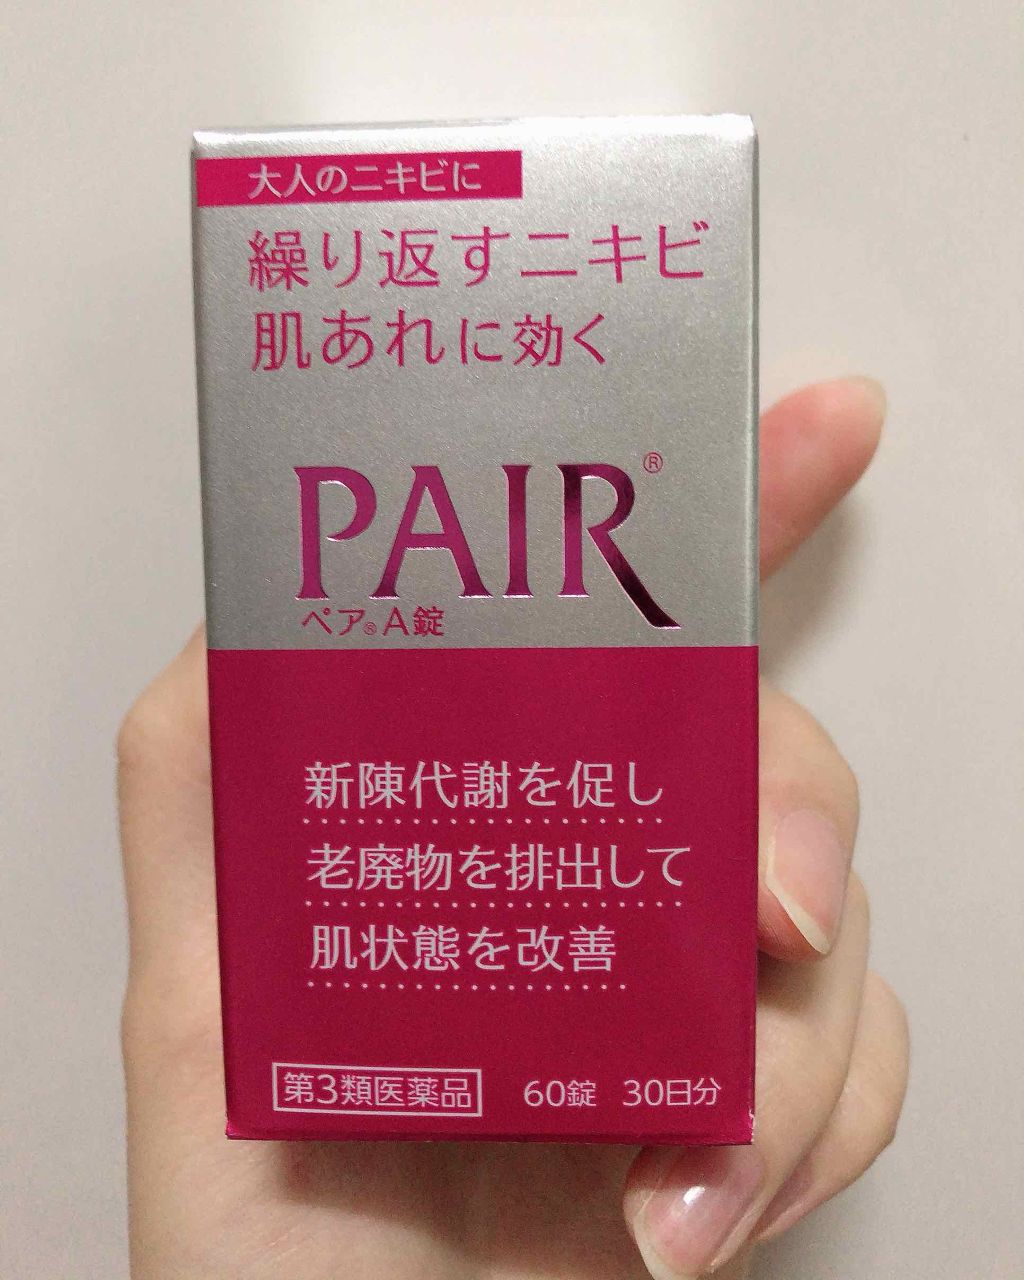 大人のニキビに
繰り返すニキビ
肌あれに効く
PAIR®
ペア®A錠
新陳代謝を促し
老廃物を排出して
肌状態を改善
第3類医薬品 60錠 30日分